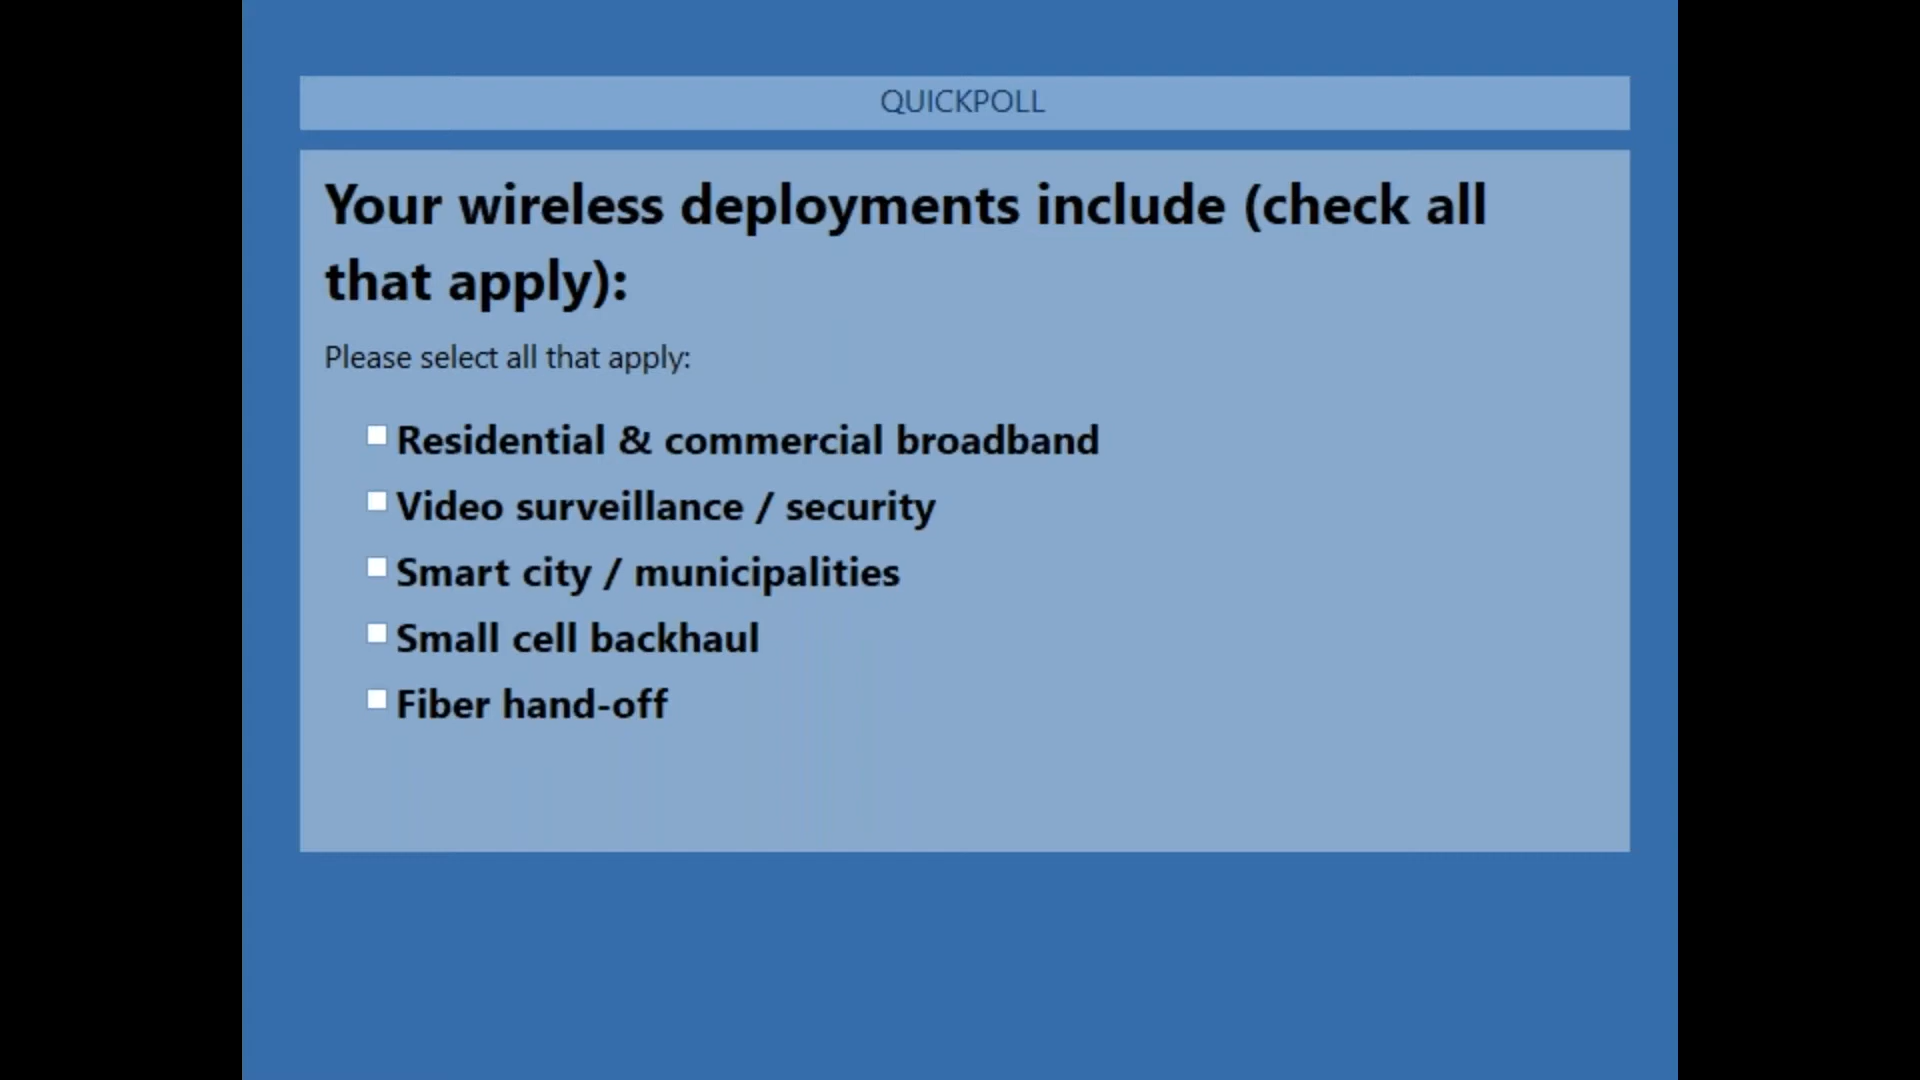 QUICKPOLL
Your wireless deployments include (check all
that apply):
Please select all that apply:
Residential & commercial broadband
Video surveillance / security
Smart city / municipalities
Small cell backhaul
Fiber hand-off